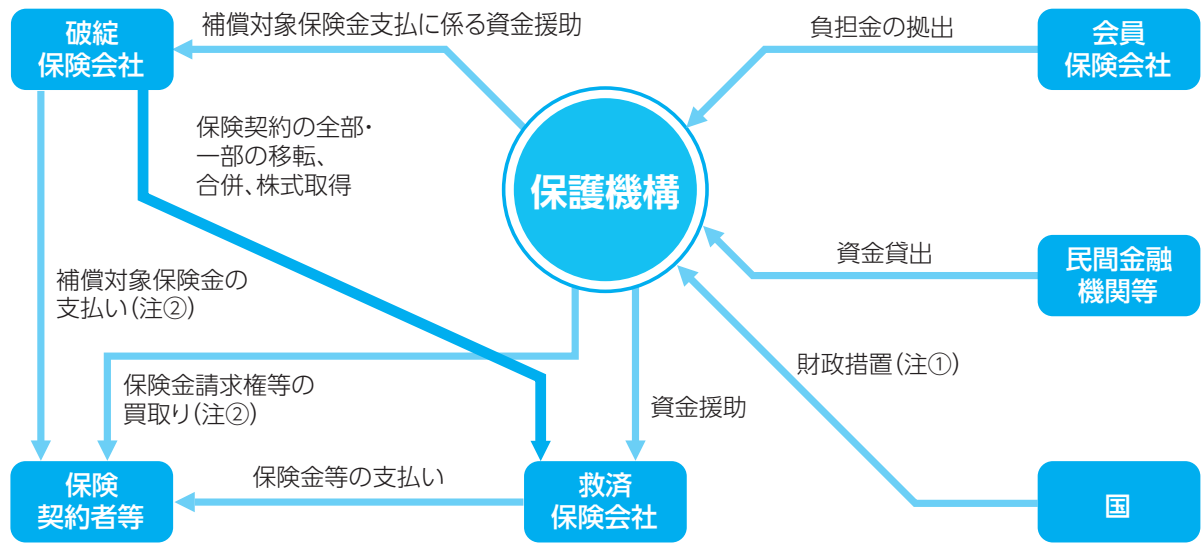 破綻
保険会社
補償対象保険金支払に係る資金援助
負担金の拠出
会員
保険会社
保険契約の全部・
一部の移転、
合併、株式取得
保護機構
資金貸出
民間金融
機関等
補償対象保険金の
支払い(注②)
財政措置(注①)
保険金請求権等の
買取り(注②)
資金援助
保険
契約者等
保険金等の支払い
救済
保険会社
国